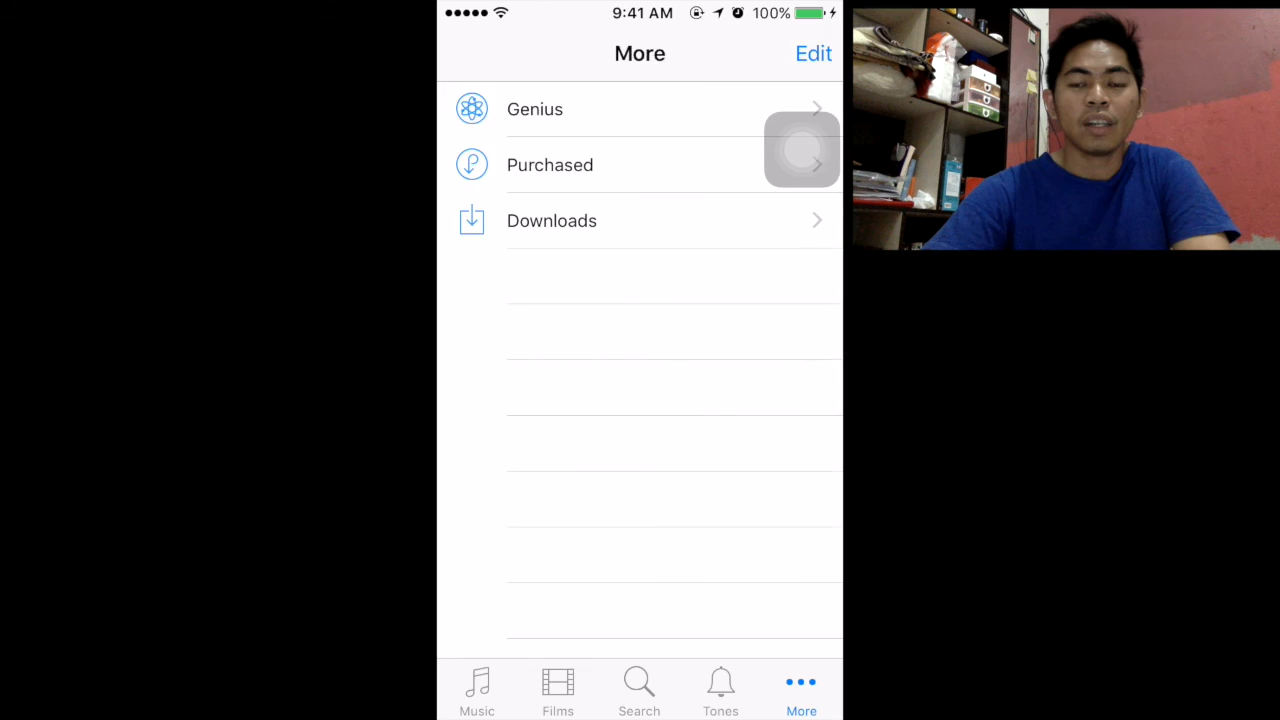 9:41 AM 100%
More Edit
Genius
Purchased
Downloads
Music Films Search Tones More